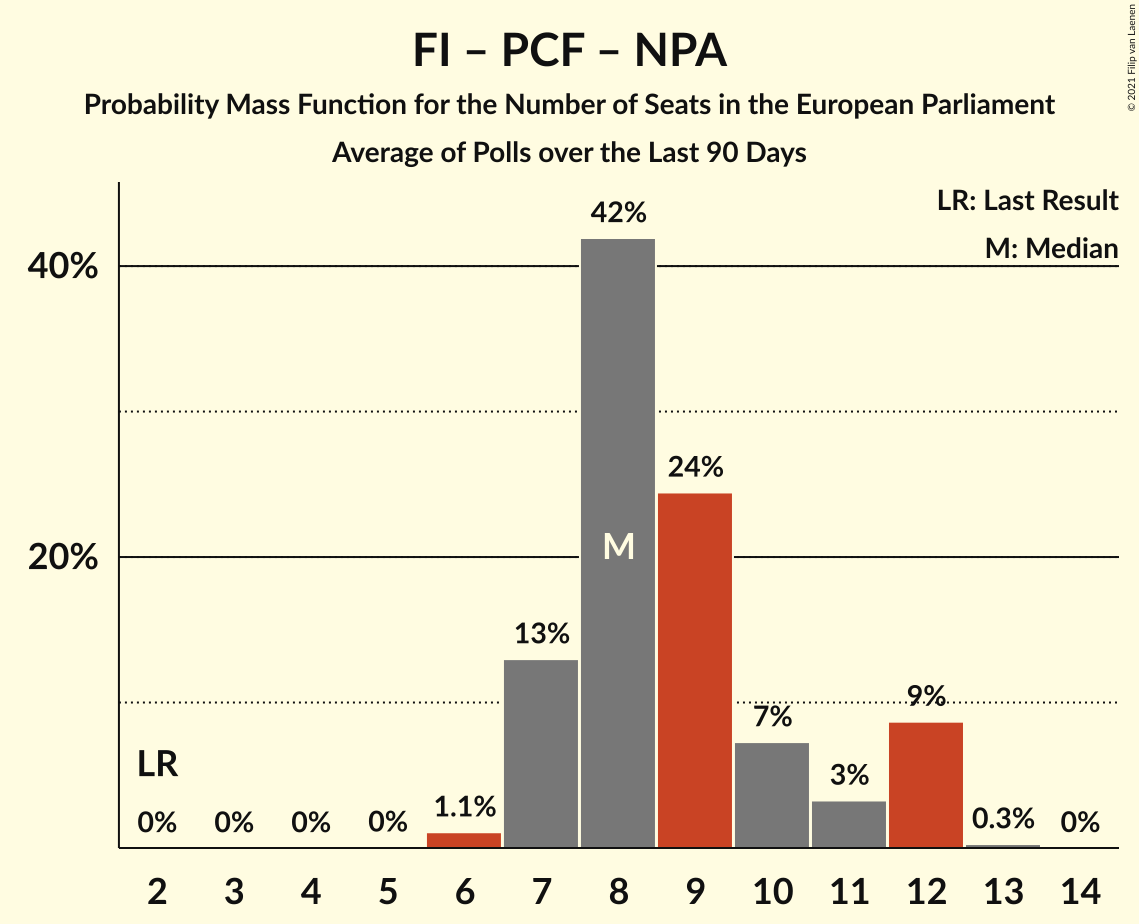 FI – PCF – NPA
Probability Mass Function for the Number of Seats in the European Parliament
Average of Polls over the Last 90 Days
© 2021 Filip van Laenen
LR: Last Result
M: Median
40%
20%
LR
0%
0%
0%
0%
1.1%
13%
42%
M
24%
7%
3%
9%
0.3%
0%
2 3 4 5 6 7 8 9 10 11 12 13 14